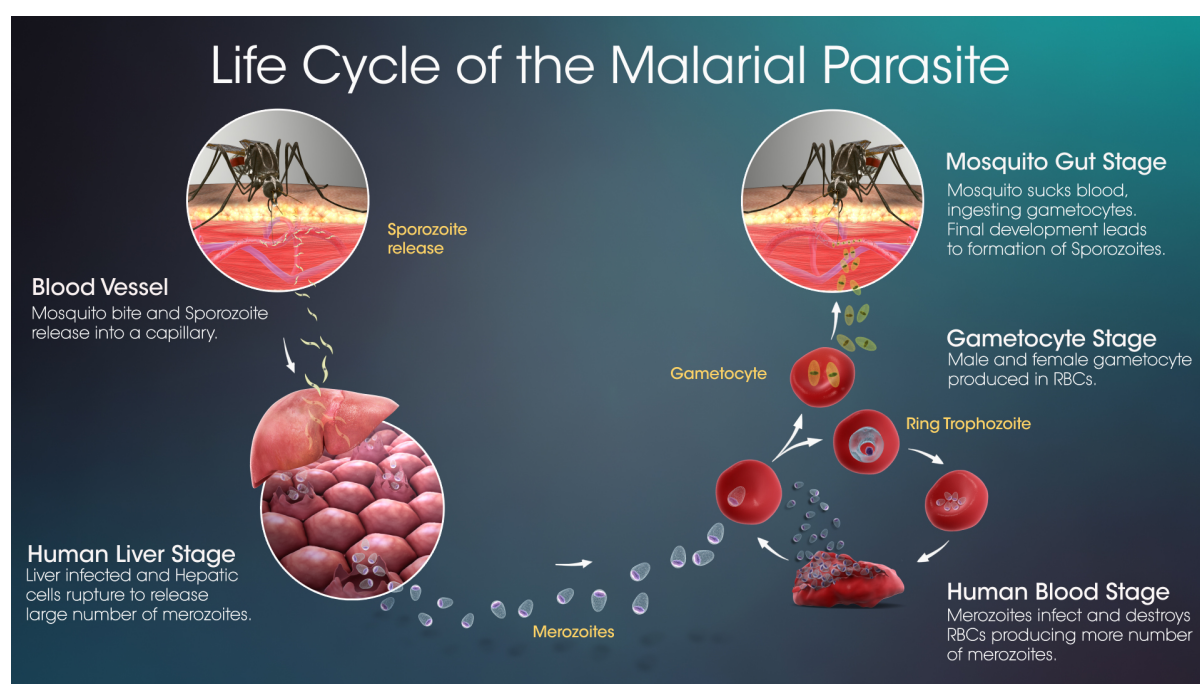 Life Cycle of the Malarial Parasite
Sporozoite
release
Blood Vessel
Mosquito bite and Sporozoite
release into a capillary.
Human Liver Stage
Liver infected and Hepatic
cells rupture to release
large number of merozoites.
Merozoites
Mosquito Gut Stage
Mosquito sucks blood,
ingesting gametocytes.
Final development leads
to formation of Sporozoites.
Gametocyte Stage
Male and female gametocyte
produced in RBCs.
Gametocyte
Ring Trophozoite
Human Blood Stage
Merozoites infect and destroys
RBCs producing more number
of merozoites.